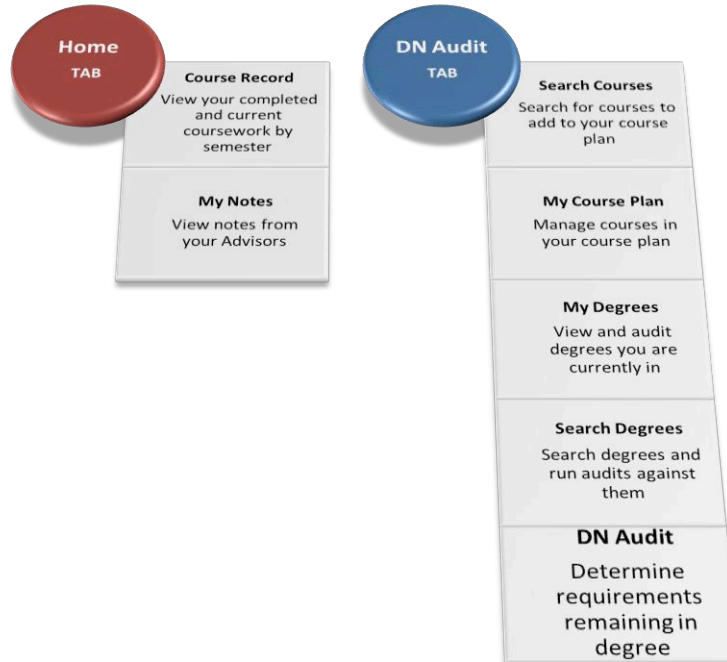 Home
TAB
Course Record
View your completed
and current
coursework by
semester
My Notes
View notes from
your Advisors
DN Audit
TAB
Search Courses
Search for courses to
add to your course
plan
My Course Plan
Manage courses in
your course plan
My Degrees
View and audit
degrees you are
currently in
Search Degrees
Search degrees and
run audits against
them
DN Audit
Determine
requirements
remaining in
degree